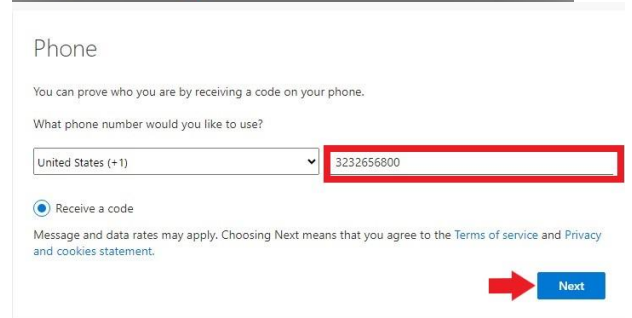 Phone
You can prove who you are by receiving a code on your phone.
What phone number would you like to use?
United States (+1) 3232656800
Receive a code
Message and data rates may apply. Choosing Next means that you agree to the Terms of service and Privacy
and cookies statement.
Next